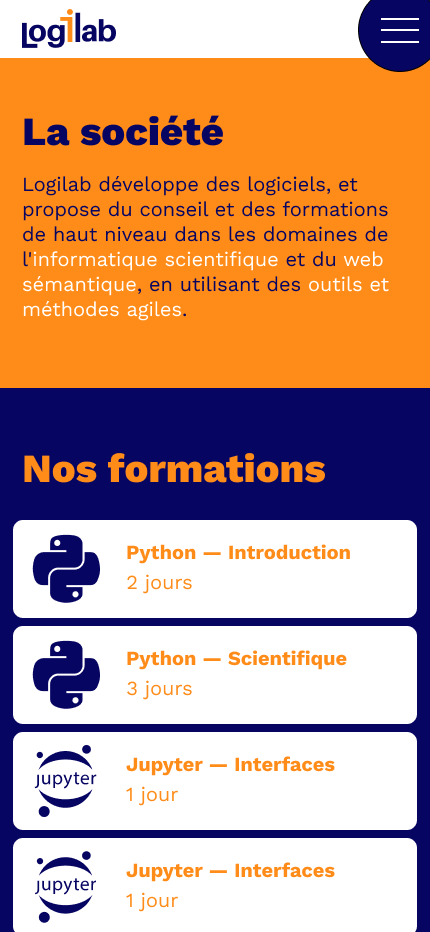 Logilab
La société
Logilab développe des logiciels, et
propose du conseil et des formations
de haut niveau dans les domaines de
l'informatique scientifique et du web
sémantique, en utilisant des outils et
méthodes agiles.
Nos formations
Python — Introduction
2 jours
Python — Scientifique
3 jours
jupyter
Jupyter — Interfaces
1 jour
jupyter
Jupyter — Interfaces
1 jour